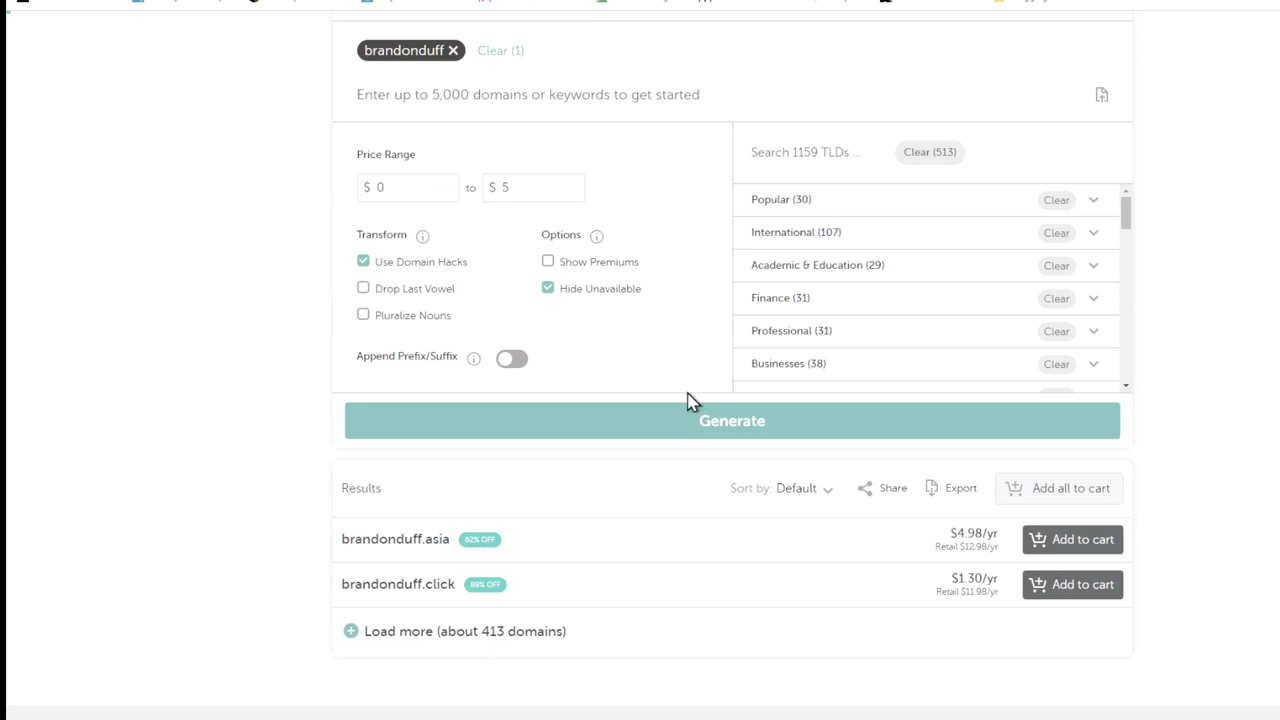 brandonduff
Clear (1)
Enter up to 5,000 domains or keywords to get started
Price Range
$ 0 to $ 5
Transform
Use Domain Hacks
Drop Last Vowel
Pluralize Nouns
Options
Show Premiums
Hide Unavailable
Append Prefix/Suffix
Search 1159 TLDs ...
Clear (513)
Popular (30) Clear
International (107) Clear
Academic & Education (29) Clear
Finance (31) Clear
Professional (31) Clear
Businesses (38) Clear
Generate
Results
Sort by: Default
Share
Export
Add all to cart
brandonduff.asia 62% OFF
$4.98/yr
Retail $12.98/yr
Add to cart
brandonduff.click 89% OFF
$1.30/yr
Retail $11.98/yr
Add to cart
Load more (about 413 domains)